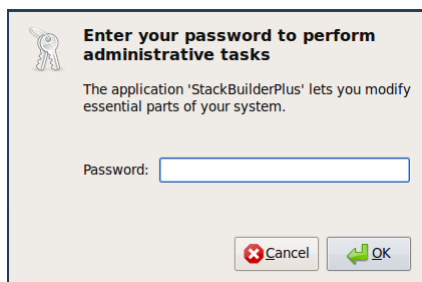 Enter your password to perform
administrative tasks
The application 'StackBuilderPlus' lets you modify
essential parts of your system.
Password:
Cancel
OK